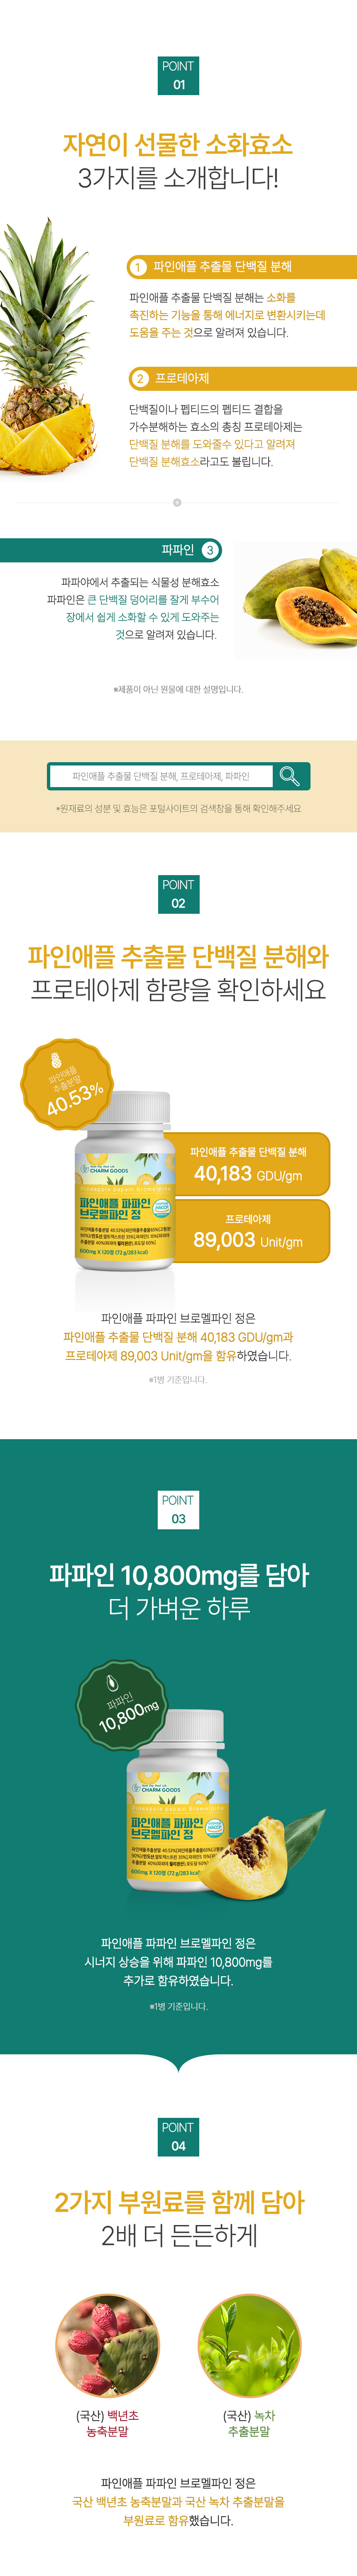 POINT
01
자연이 선물한 소화효소
3가지를 소개합니다!
1 파인애플 추출물 단백질 분해
파인애플 추출물 단백질 분해는 소화를
촉진하는 기능을 통해 에너지로 변환시키는데
도움을 주는 것으로 알려져 있습니다.
2 프로테아제
단백질이나 펩티드의 펩티드 결합을
가수분해하는 효소의 총칭 프로테아제는
단백질 분해를 도와줄수 있다고 알려져
단백질 분해효소라고도 불립니다.
파파인 3
파파야에서 추출되는 식물성 분해효소
파파인은 큰 단백질 덩어리를 잘게 부수어
장에서 쉽게 소화할 수 있게 도와주는
것으로 알려져 있습니다.
※제품이 아닌 원물에 대한 설명입니다.
파인애플 추출물 단백질 분해, 프로테아제, 파파인
*원재료의 성분 및 효능은 포털사이트의 검색창을 통해 확인해주세요
POINT
02
파인애플 추출물 단백질 분해와
프로테아제 함량을 확인하세요
파인애플
추출분말
40.53%
CHARM GOODS
파인애플 파파인
브로멜파인 정
HACCP
600mg X 120정 (72g/283 kcal)
파인애플 추출물 단백질 분해
40,183 GDU/gm
프로테아제
89,003 Unit/gm
파인애플 파파인 브로멜파인 정은
파인애플 추출물 단백질 분해 40,183 GDU/gm과
프로테아제 89,003 Unit/gm을 함유하였습니다.
※1병 기준입니다.
POINT
03
파파인 10,800mg를 담아
더 가벼운 하루
파파인
10,800mg
CHARM GOODS
파인애플 파파인
브로멜파인 정
HACCP
600mg X 120정 (72g/283 kcal)
파인애플 파파인 브로멜파인 정은
시너지 상승을 위해 파파인 10,800mg를
추가로 함유하였습니다.
※1병 기준입니다.
POINT
04
2가지 부원료를 함께 담아
2배 더 든든하게
(국산) 백년초
농축분말
(국산) 녹차
추출분말
파인애플 파파인 브로멜파인 정은
국산 백년초 농축분말과 국산 녹차 추출분말을
부원료로 함유했습니다.